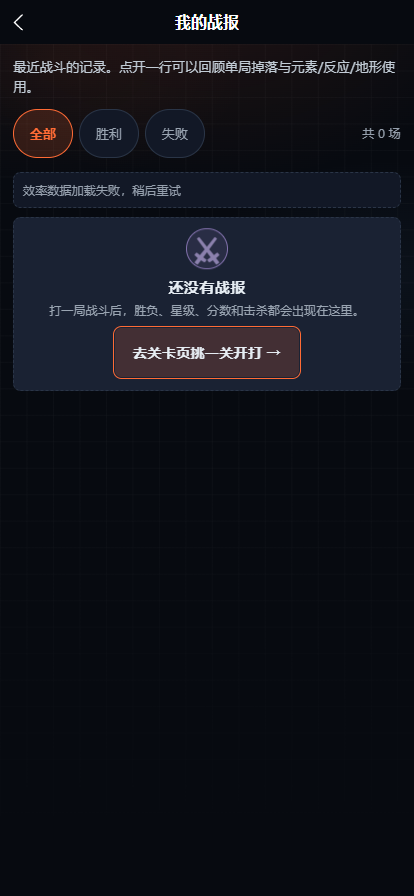 我的战报
最近战斗的记录。点开一行可以回顾单局掉落与元素/反应/地形使
用。
全部
胜利
失败
共 0 场
效率数据加载失败，稍后重试
还没有战报
打一局战斗后，胜负、星级、分数和击杀都会出现在这里。
去关卡页挑一关开打 →